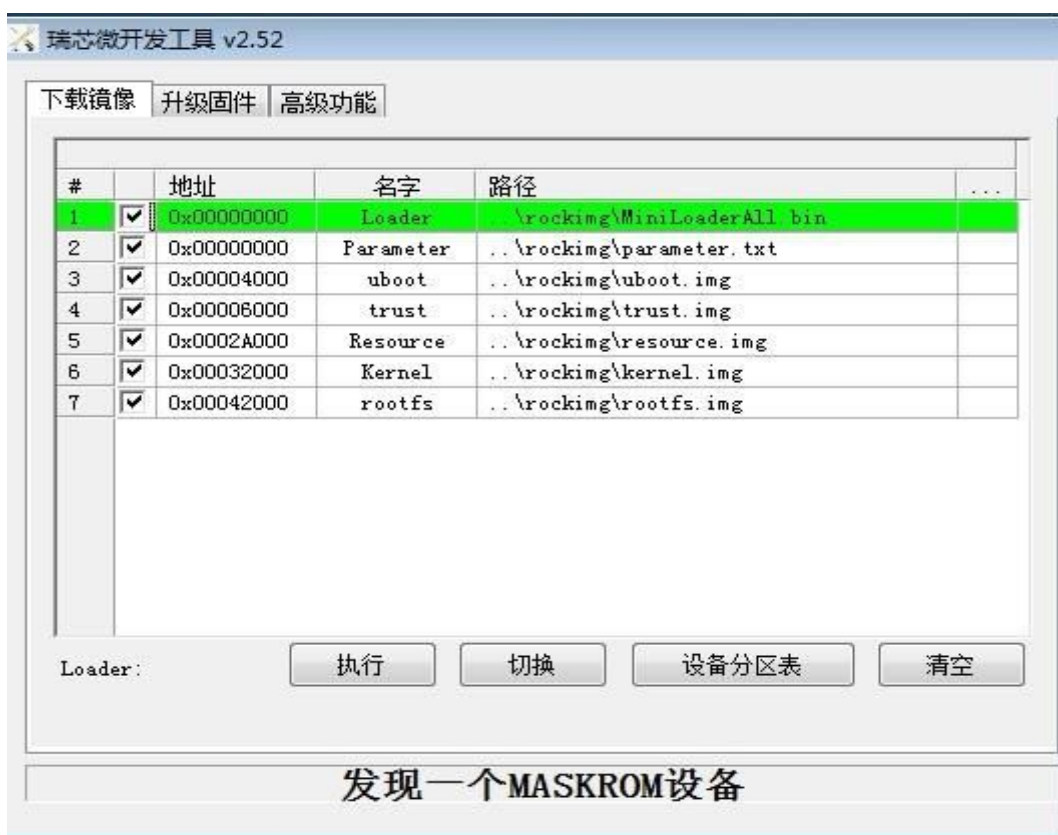 瑞芯微开发工具 v2.52
下载镜像 升级固件 高级功能
# 地址 名字 路径 ...
1 0x00000000 Loader ..\rockimg\MiniLoaderAll.bin
2 0x00000000 Parameter ..\rockimg\parameter.txt
3 0x00004000 uboot ..\rockimg\uboot.img
4 0x00006000 trust ..\rockimg\trust.img
5 0x0002A000 Resource ..\rockimg\resource.img
6 0x00032000 Kernel ..\rockimg\kernel.img
7 0x00042000 rootfs ..\rockimg\rootfs.img
Loader: 执行 切换 设备分区表 清空
发现一个MASKROM设备